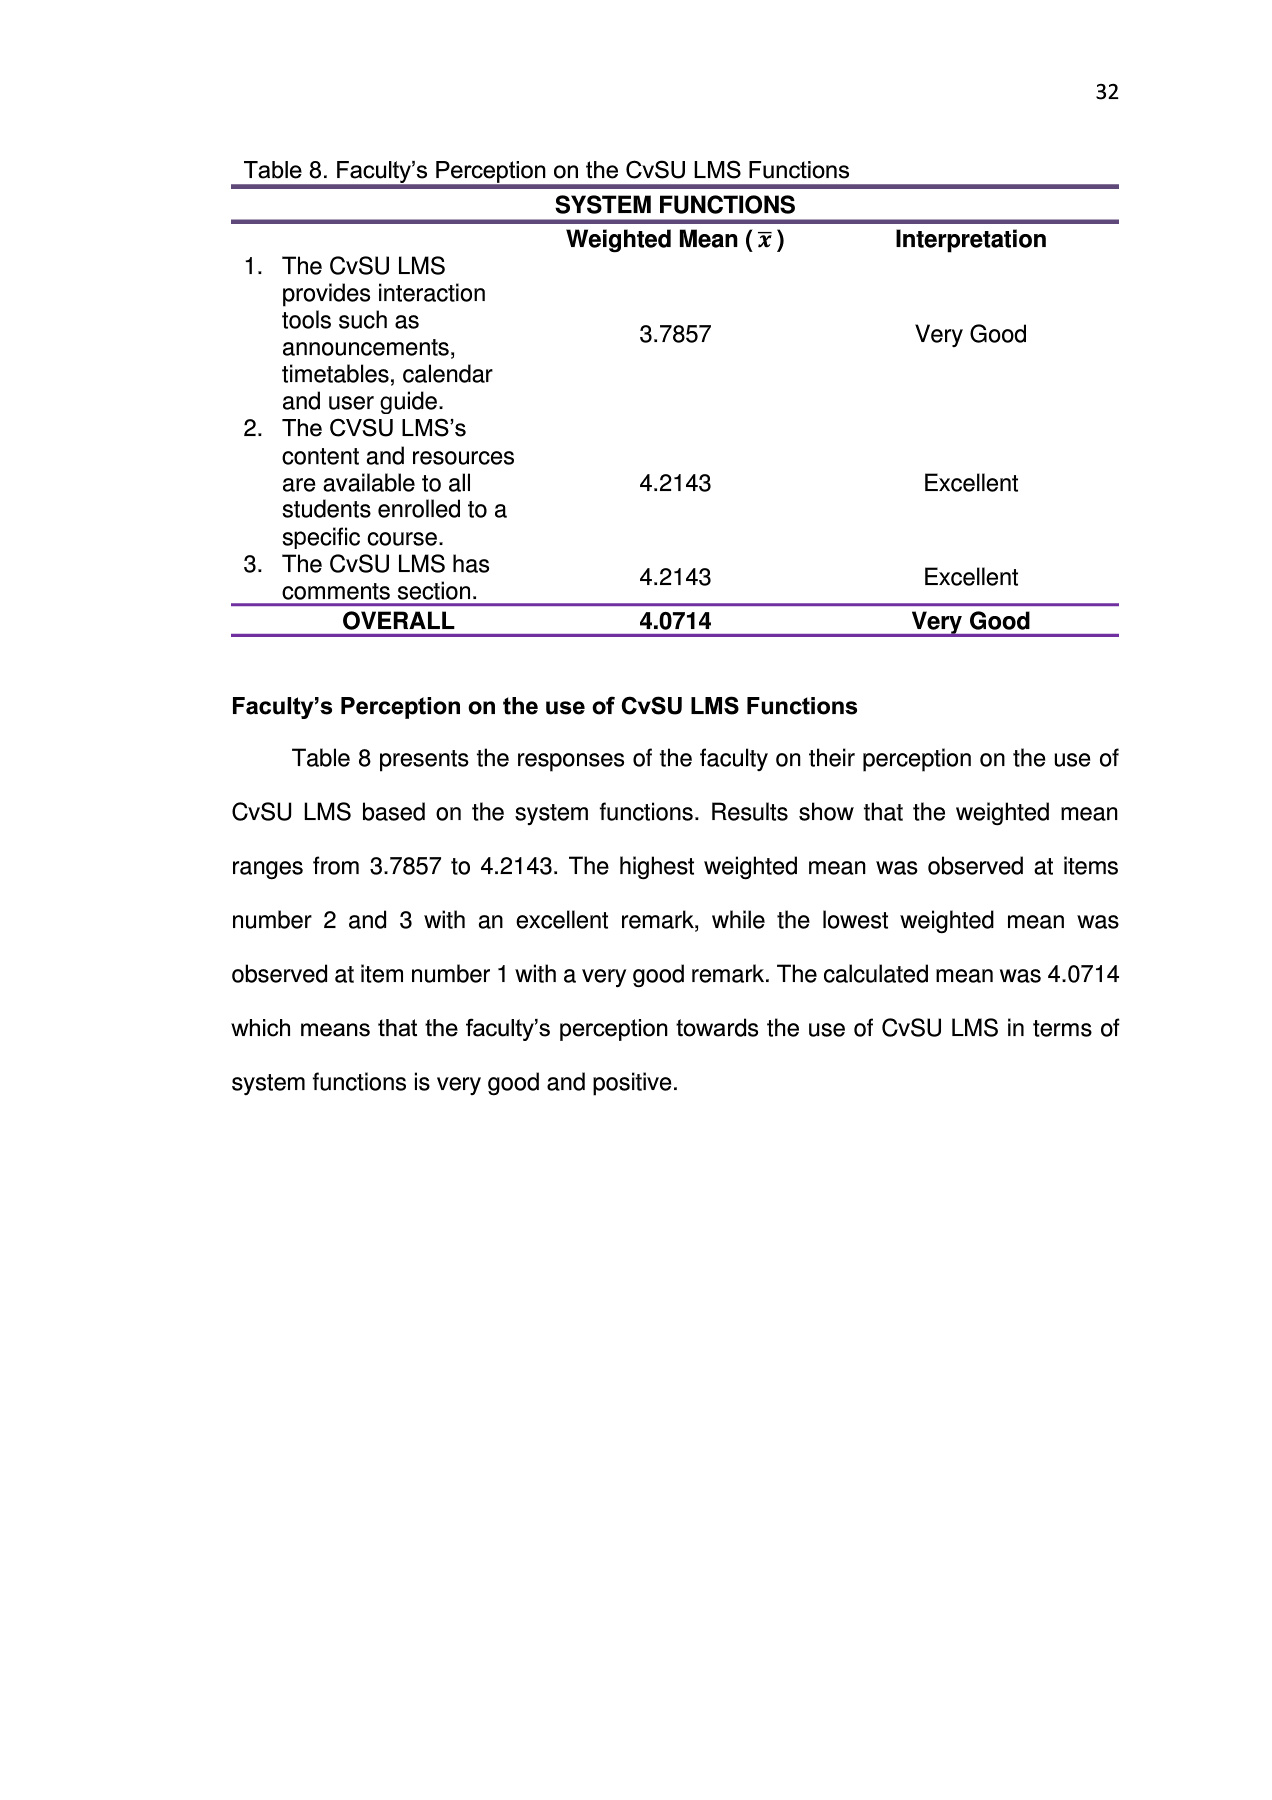 32
Table 8. Faculty’s Perception on the CvSU LMS Functions
SYSTEM FUNCTIONS
Weighted Mean ( x̅ ) Interpretation
1. The CvSU LMS
provides interaction
tools such as
announcements,
timetables, calendar
and user guide.
3.7857 Very Good
2. The CVSU LMS’s
content and resources
are available to all
students enrolled to a
specific course.
4.2143 Excellent
3. The CvSU LMS has
comments section.
4.2143 Excellent
OVERALL 4.0714 Very Good
Faculty’s Perception on the use of CvSU LMS Functions
Table 8 presents the responses of the faculty on their perception on the use of
CvSU LMS based on the system functions. Results show that the weighted mean
ranges from 3.7857 to 4.2143. The highest weighted mean was observed at items
number 2 and 3 with an excellent remark, while the lowest weighted mean was
observed at item number 1 with a very good remark. The calculated mean was 4.0714
which means that the faculty’s perception towards the use of CvSU LMS in terms of
system functions is very good and positive.